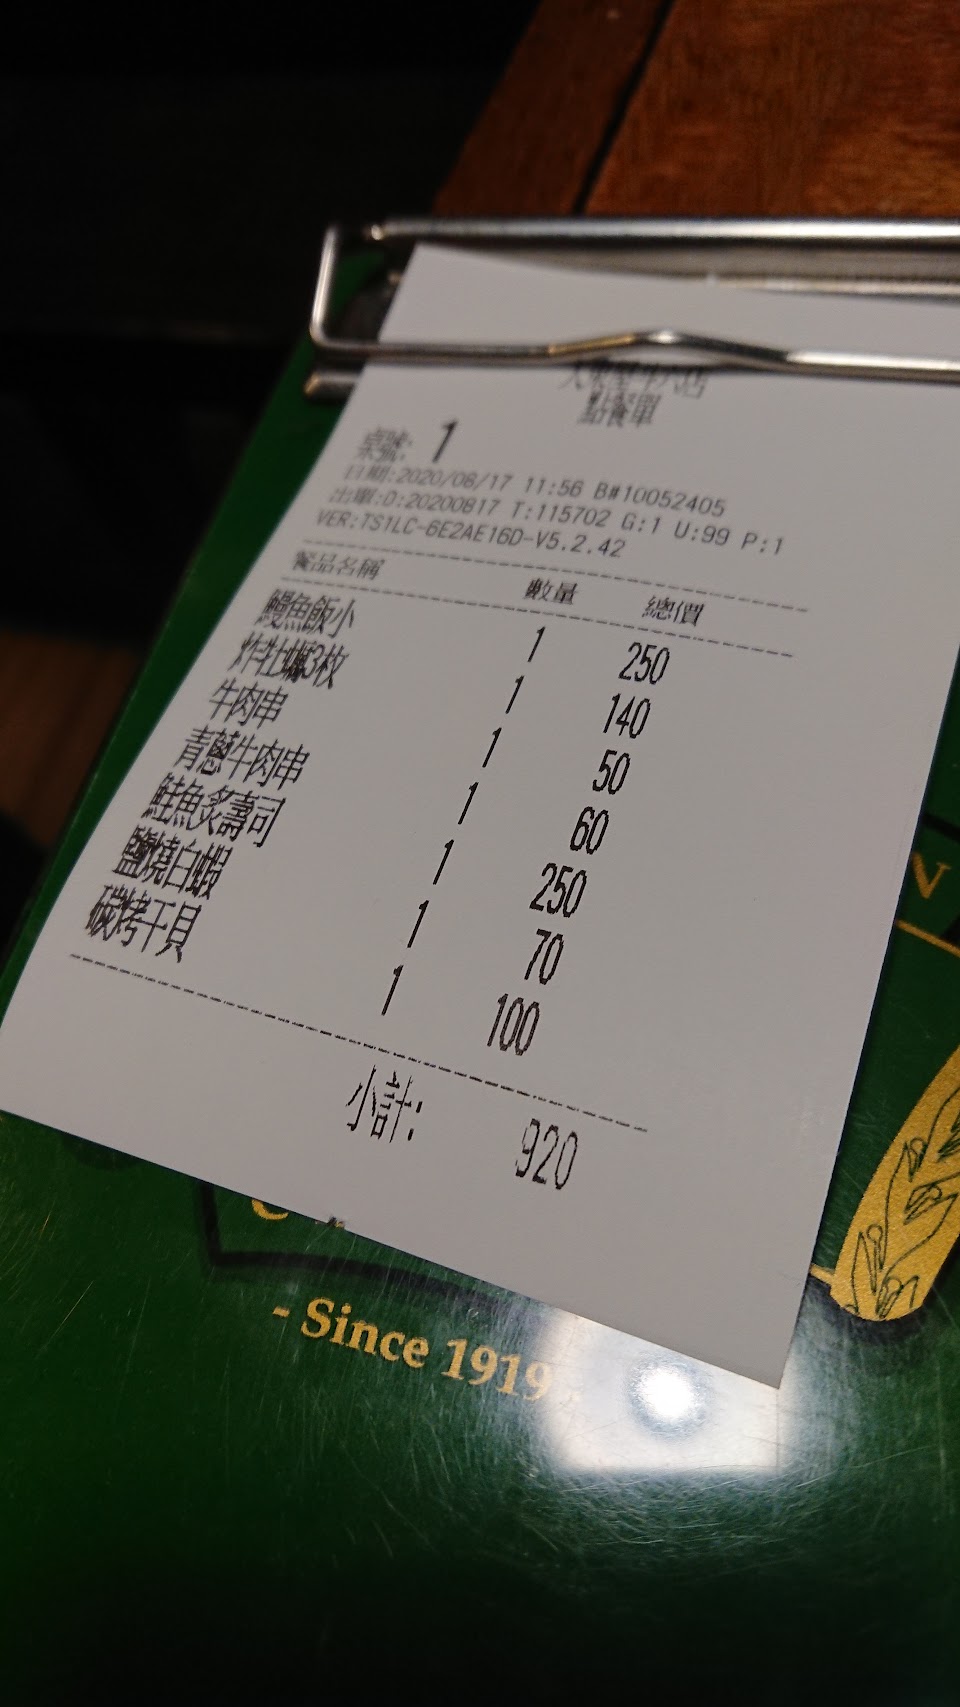 點餐單
桌號: 1
日期:2020/08/17 11:56 B#10052405
出單:D:20200817 T:115702 G:1 U:99 P:1
VER:TS1LC-6E2AE16D-V5.2.42
餐品名稱 數量 總價
鰻魚飯小 1 250
炸牡蠣3枚 1 140
牛肉串 1 50
青蔥牛肉串 1 60
鮭魚炙壽司 1 250
鹽燒白蝦 1 70
碳烤干貝 1 100
小計: 920
- Since 1919